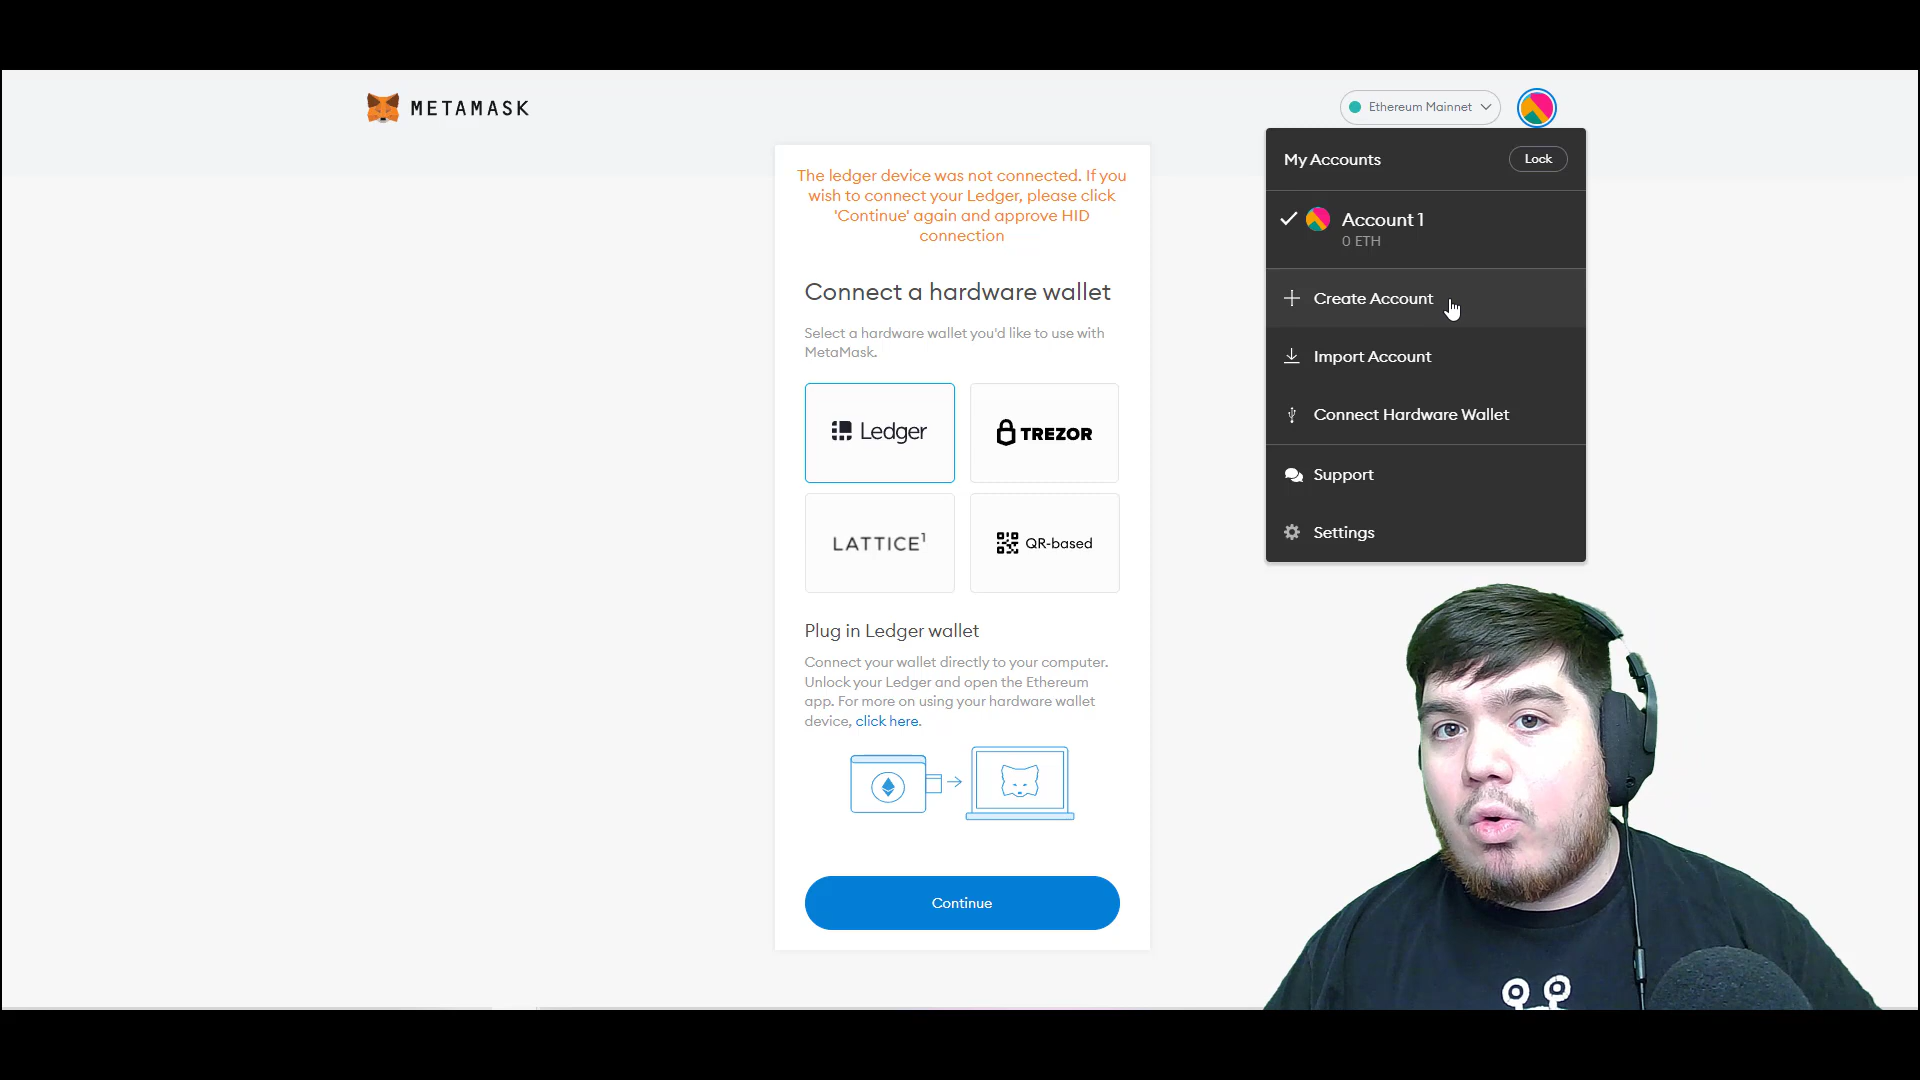 METAMASK
Ethereum Mainnet
My Accounts
Lock
Account 1
0 ETH
Create Account
Import Account
Connect Hardware Wallet
Support
Settings
The ledger device was not connected. If you
wish to connect your Ledger, please click
'Continue' again and approve HID
connection
Connect a hardware wallet
Select a hardware wallet you'd like to use with
MetaMask.
Ledger
TREZOR
LATTICE1
QR-based
Plug in Ledger wallet
Connect your wallet directly to your computer.
Unlock your Ledger and open the Ethereum
app. For more on using your hardware wallet
device, click here.
Continue